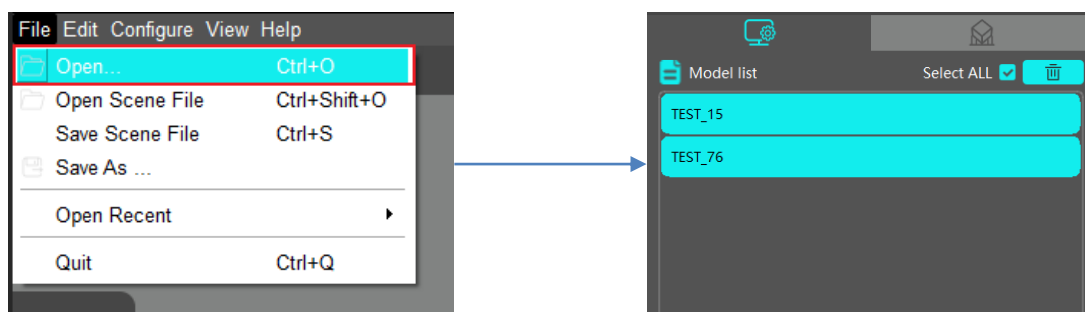 File Edit Configure View Help
Open... Ctrl+O
Open Scene File Ctrl+Shift+O
Save Scene File Ctrl+S
Save As ...
Open Recent
Quit Ctrl+Q
Model list Select ALL
TEST_15
TEST_76